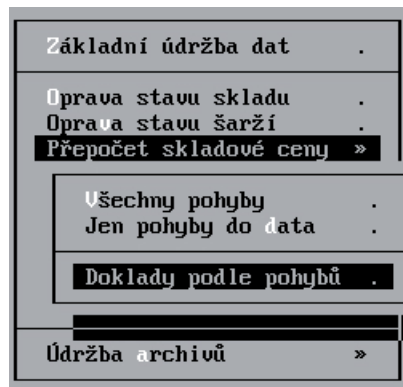 Základní údržba dat .
Oprava stavu skladu .
Oprava stavu šarží .
Přepočet skladové ceny »
Všechny pohyby .
Jen pohyby do data .
Doklady podle pohybů .
Údržba archivů »